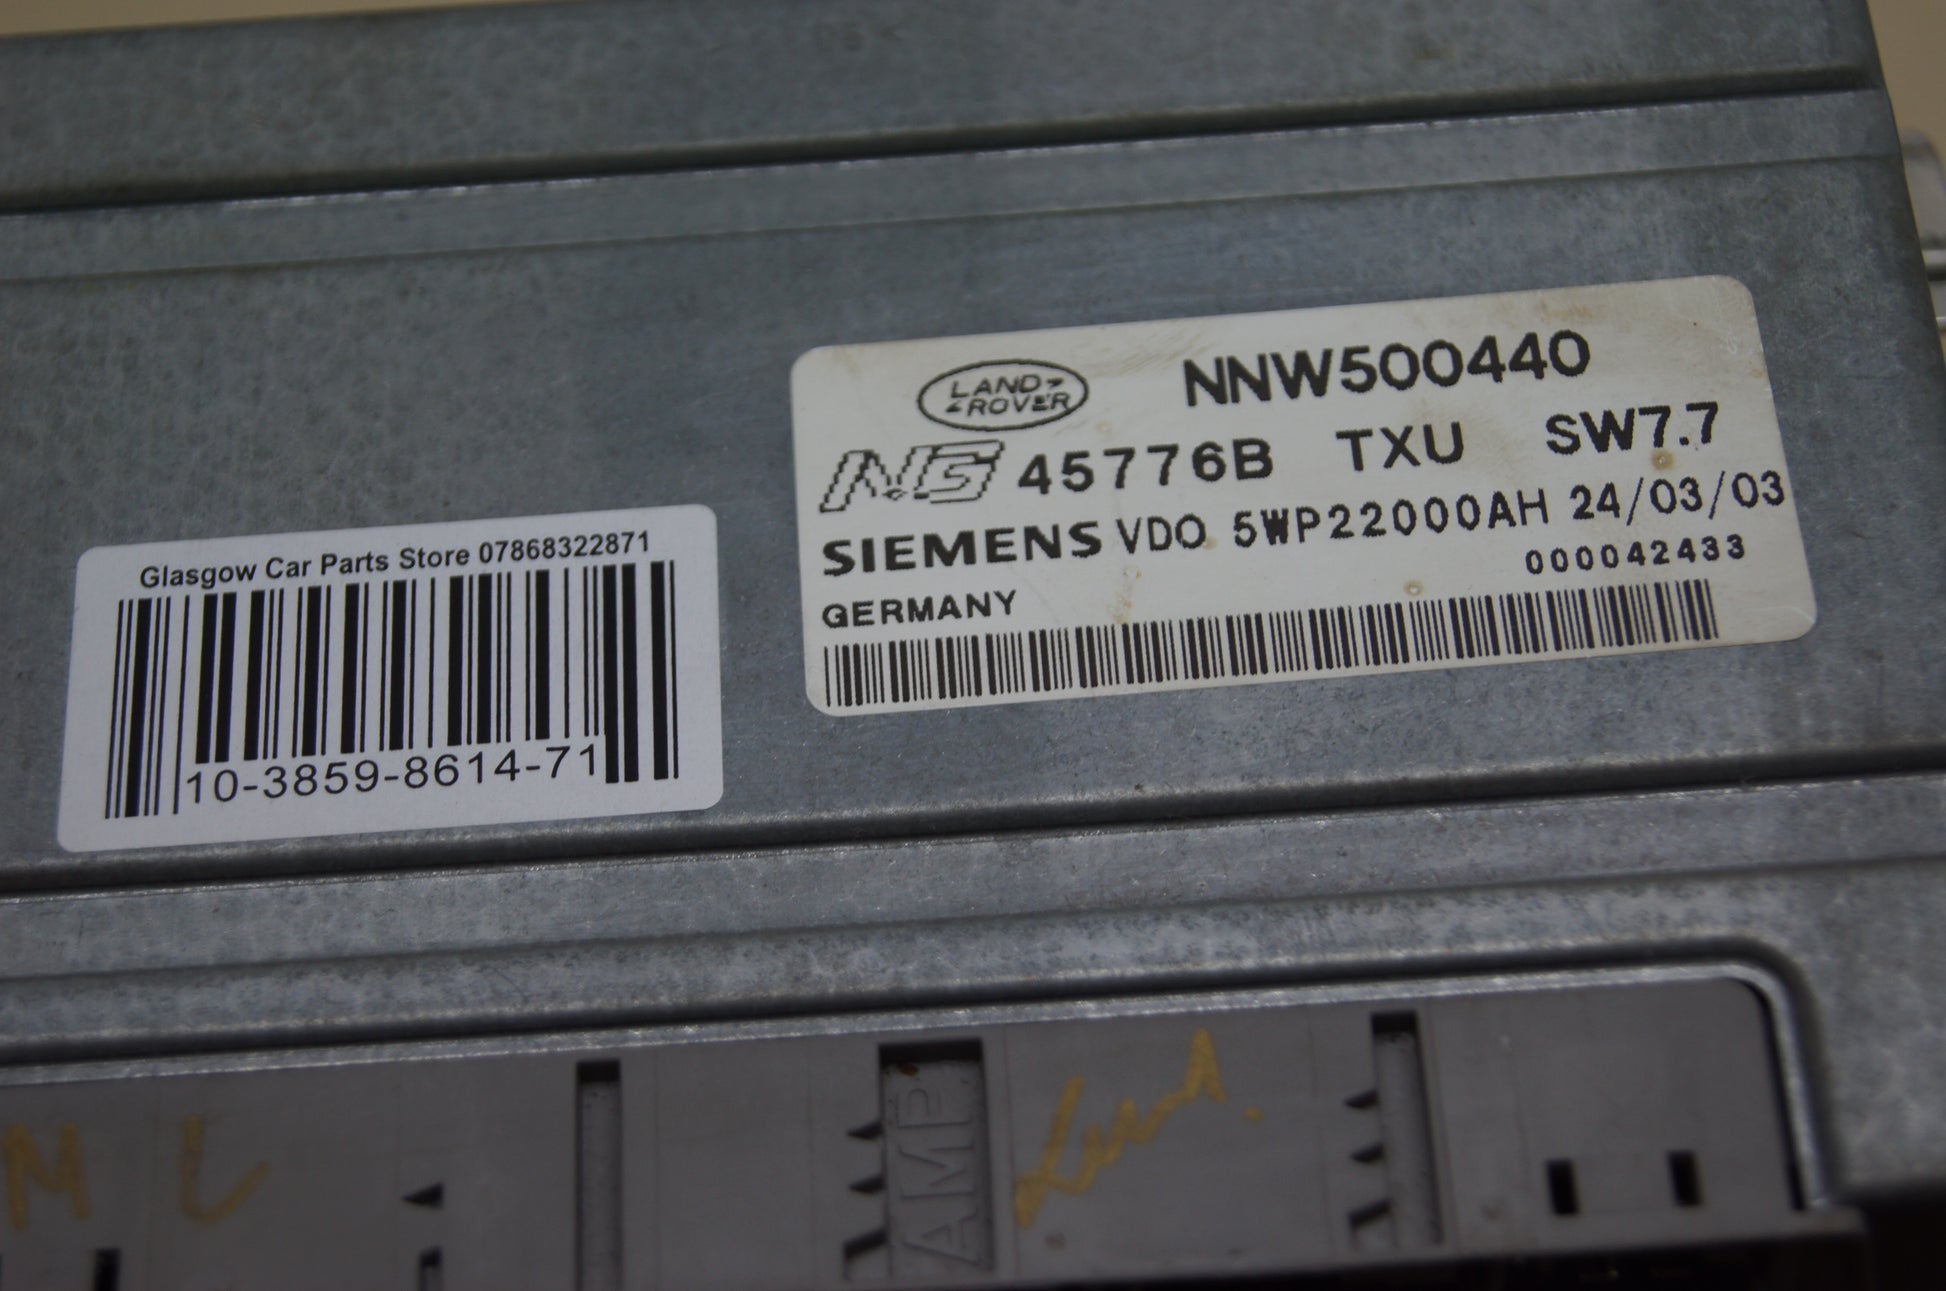 LAND
ROVER
NNW500440
NG 45776B TXU SW7.7
SIEMENS VDO 5WP22000AH 24/03/03
000042433
GERMANY
Glasgow Car Parts Store 07868322871
10-3859-8614-71
M L
AMP